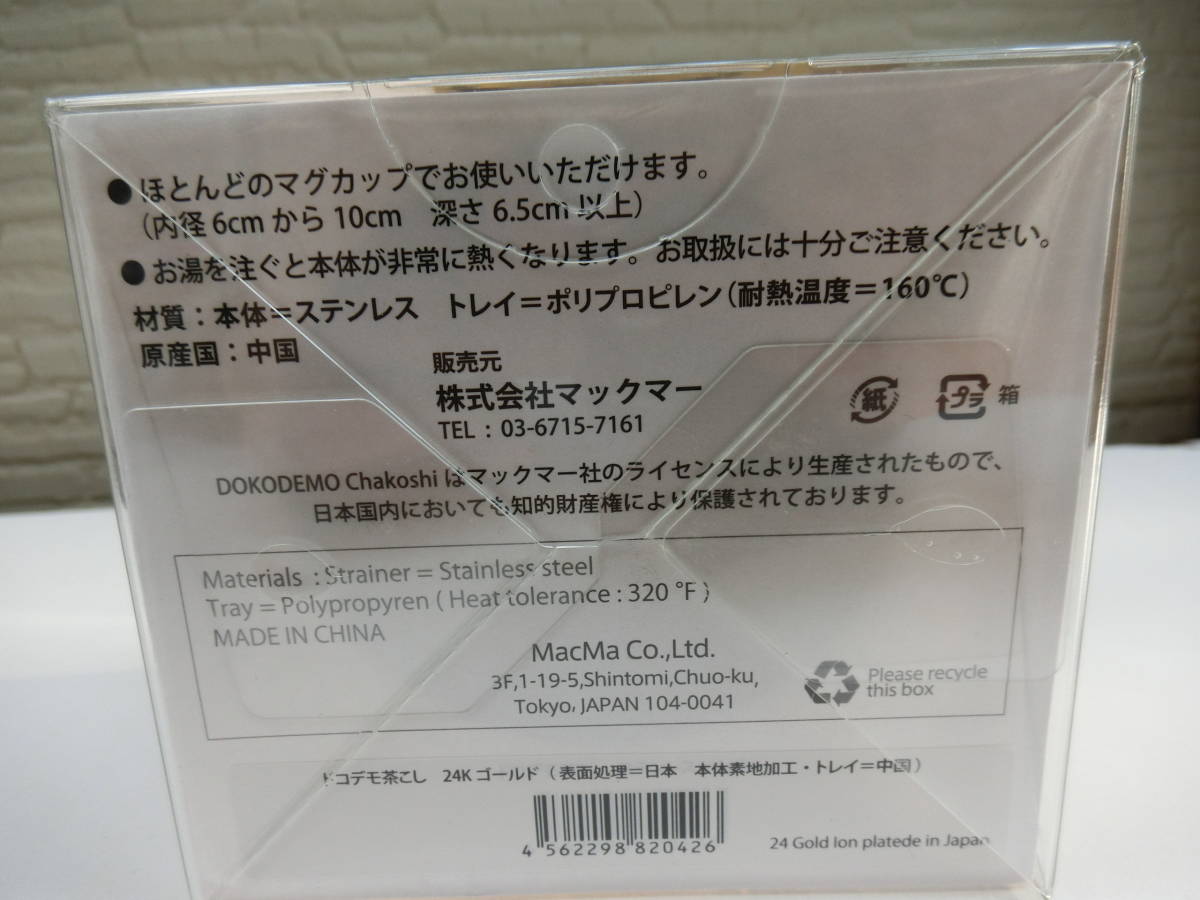 ● ほとんどのマグカップでお使いいただけます。
（内径 6cm から 10cm　深さ 6.5cm 以上）
● お湯を注ぐと本体が非常に熱くなります。お取扱には十分ご注意ください。
材質：本体＝ステンレス　トレイ＝ポリプロピレン（耐熱温度＝160℃）
原産国：中国
販売元
株式会社マックマー
TEL : 03-6715-7161
紙 プラ 箱
DOKODEMO Chakoshi はマックマー社のライセンスにより生産されたもので、
日本国内においても知的財産権により保護されております。
Materials : Strainer = Stainless steel
Tray = Polypropyren ( Heat tolerance : 320 °F )
MADE IN CHINA
MacMa Co.,Ltd.
3F,1-19-5,Shintomi,Chuo-ku,
Tokyo, JAPAN 104-0041
Please recycle
this box
ドコデモ茶こし　24K ゴールド（表面処理＝日本　本体素地加工・トレイ＝中国）
4 562298 820426
24 Gold Ion platede in Japan